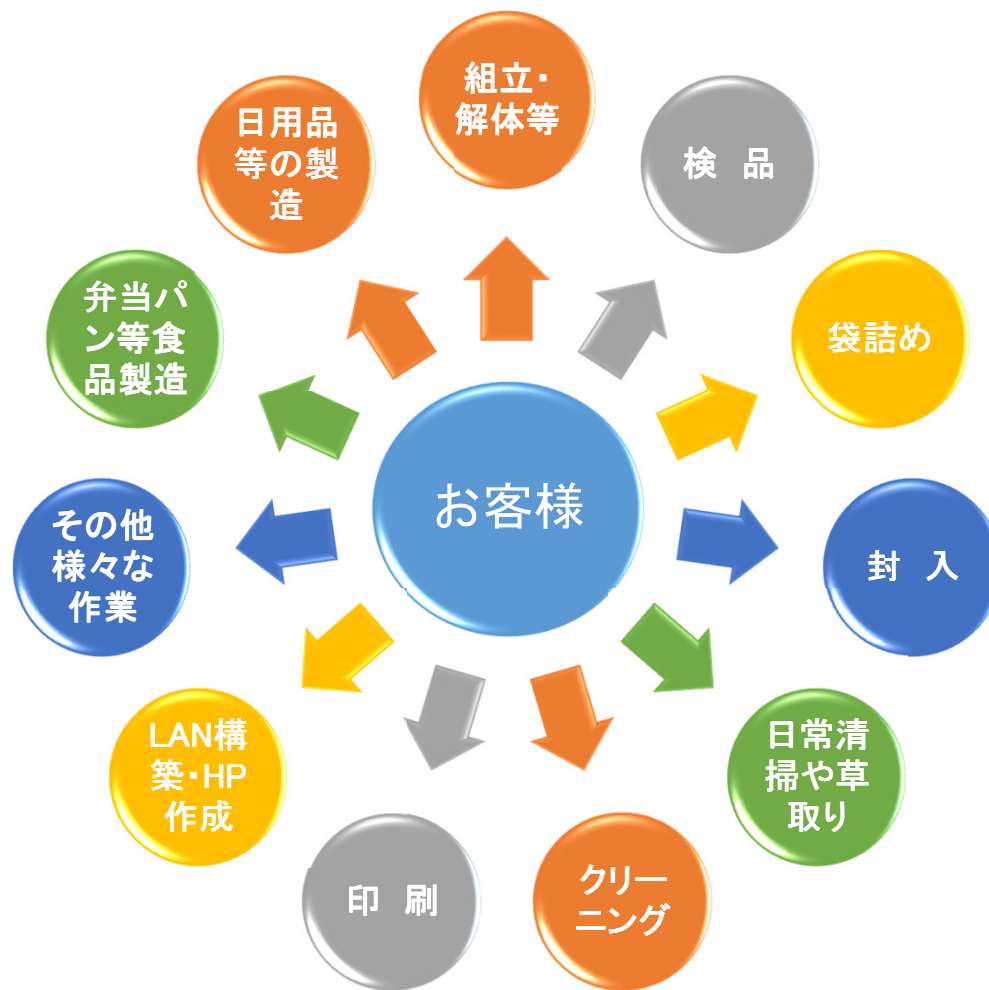 組立・
解体等
検　品
袋詰め
封　入
日常清
掃や草
取り
クリー
ニング
印　刷
LAN構
築・HP
作成
その他
様々な
作業
弁当パ
ン等食
品製造
日用品
等の製
造
お客様